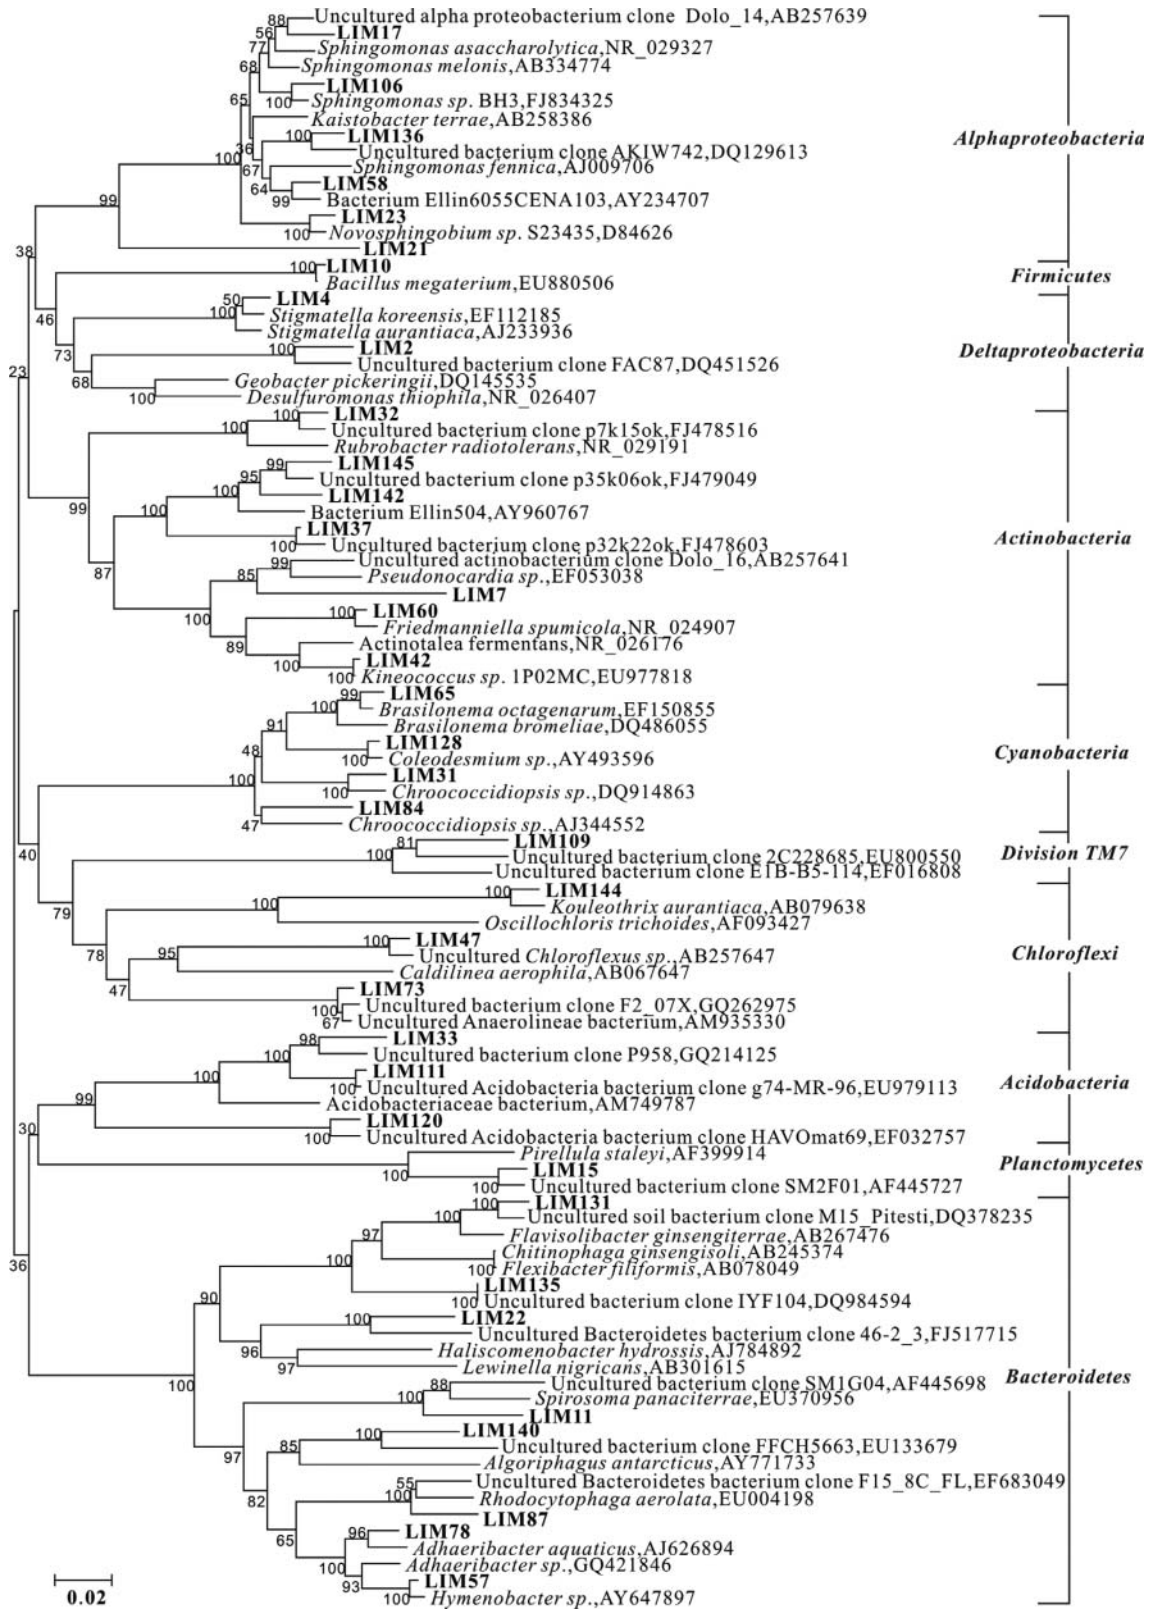 Uncultured alpha proteobacterium clone Dolo_14,AB257639
LIM17
Sphingomonas asaccharolytica,NR_029327
Sphingomonas melonis,AB334774
LIM106
Sphingomonas sp. BH3,FJ834325
Kaistobacter terrae,AB258386
LIM136
Uncultured bacterium clone AKIW742,DQ129613
Sphingomonas fennica,AJ009706
LIM58
Bacterium Ellin6055CENA103,AY234707
LIM23
Novosphingobium sp. S23435,D84626
LIM21
88
56
77
68
100
65
36
100
67
64
99
100
100
99
38
Alphaproteobacteria
LIM10
Bacillus megaterium,EU880506
100
46
Firmicutes
LIM4
Stigmatella koreensis,EF112185
Stigmatella aurantiaca,AJ233936
LIM2
Uncultured bacterium clone FAC87,DQ451526
Geobacter pickeringii,DQ145535
Desulfuromonas thiophila,NR_026407
50
100
73
100
68
100
23
Deltaproteobacteria
LIM32
Uncultured bacterium clone p7k15ok,FJ478516
Rubrobacter radiotolerans,NR_029191
LIM145
Uncultured bacterium clone p35k06ok,FJ479049
LIM142
Bacterium Ellin504,AY960767
LIM37
Uncultured bacterium clone p32k22ok,FJ478603
Uncultured actinobacterium clone Dolo_16,AB257641
Pseudonocardia sp.,EF053038
LIM7
LIM60
Friedmanniella spumicola,NR_024907
Actinotalea fermentans,NR_026176
LIM42
Kineococcus sp. 1P02MC,EU977818
100
100
99
95
100
100
99
100
87
99
85
100
100
89
100
100
Actinobacteria
LIM65
Brasilonema octagenarum,EF150855
Brasilonema bromeliae,DQ486055
LIM128
Coleodesmium sp.,AY493596
LIM31
Chroococcidiopsis sp.,DQ914863
LIM84
Chroococcidiopsis sp.,AJ344552
99
100
91
48
100
100
100
47
40
Cyanobacteria
LIM109
Uncultured bacterium clone 2C228685,EU800550
Uncultured bacterium clone E1B-B5-114,EF016808
81
100
79
Division TM7
LIM144
Kouleothrix aurantiaca,AB079638
Oscillochloris trichoides,AF093427
LIM47
Uncultured Chloroflexus sp.,AB257647
Caldilinea aerophila,AB067647
LIM73
Uncultured bacterium clone F2_07X,GQ262975
Uncultured Anaerolineae bacterium,AM935330
100
100
78
100
95
47
100
67
Chloroflexi
LIM33
Uncultured bacterium clone P958,GQ214125
LIM111
Uncultured Acidobacteria bacterium clone g74-MR-96,EU979113
Acidobacteriaceae bacterium,AM749787
LIM120
Uncultured Acidobacteria bacterium clone HAVOmat69,EF032757
98
100
100
100
99
100
30
Acidobacteria
Pirellula staleyi,AF399914
LIM15
Uncultured bacterium clone SM2F01,AF445727
100
100
Planctomycetes
LIM131
Uncultured soil bacterium clone M15_Pitesti,DQ378235
Flavisolibacter ginsengiterrae,AB267476
Chitinophaga ginsengisoli,AB245374
Flexibacter filiformis,AB078049
LIM135
Uncultured bacterium clone IYF104,DQ984594
LIM22
Uncultured Bacteroidetes bacterium clone 46-2_3,FJ517715
Haliscomenobacter hydrossis,AJ784892
Lewinella nigricans,AB301615
Uncultured bacterium clone SM1G04,AF445698
Spirosoma panaciterrae,EU370956
LIM11
LIM140
Uncultured bacterium clone FFCH5663,EU133679
Algoriphagus antarcticus,AY771733
Uncultured Bacteroidetes bacterium clone F15_8C_FL,EF683049
Rhodocytophaga aerolata,EU004198
LIM87
LIM78
Adhaeribacter aquaticus,AJ626894
Adhaeribacter sp.,GQ421846
LIM57
Hymenobacter sp.,AY647897
100
100
97
100
100
100
36
90
100
96
97
100
88
100
97
100
85
82
55
100
65
96
100
93
100
Bacteroidetes
0.02